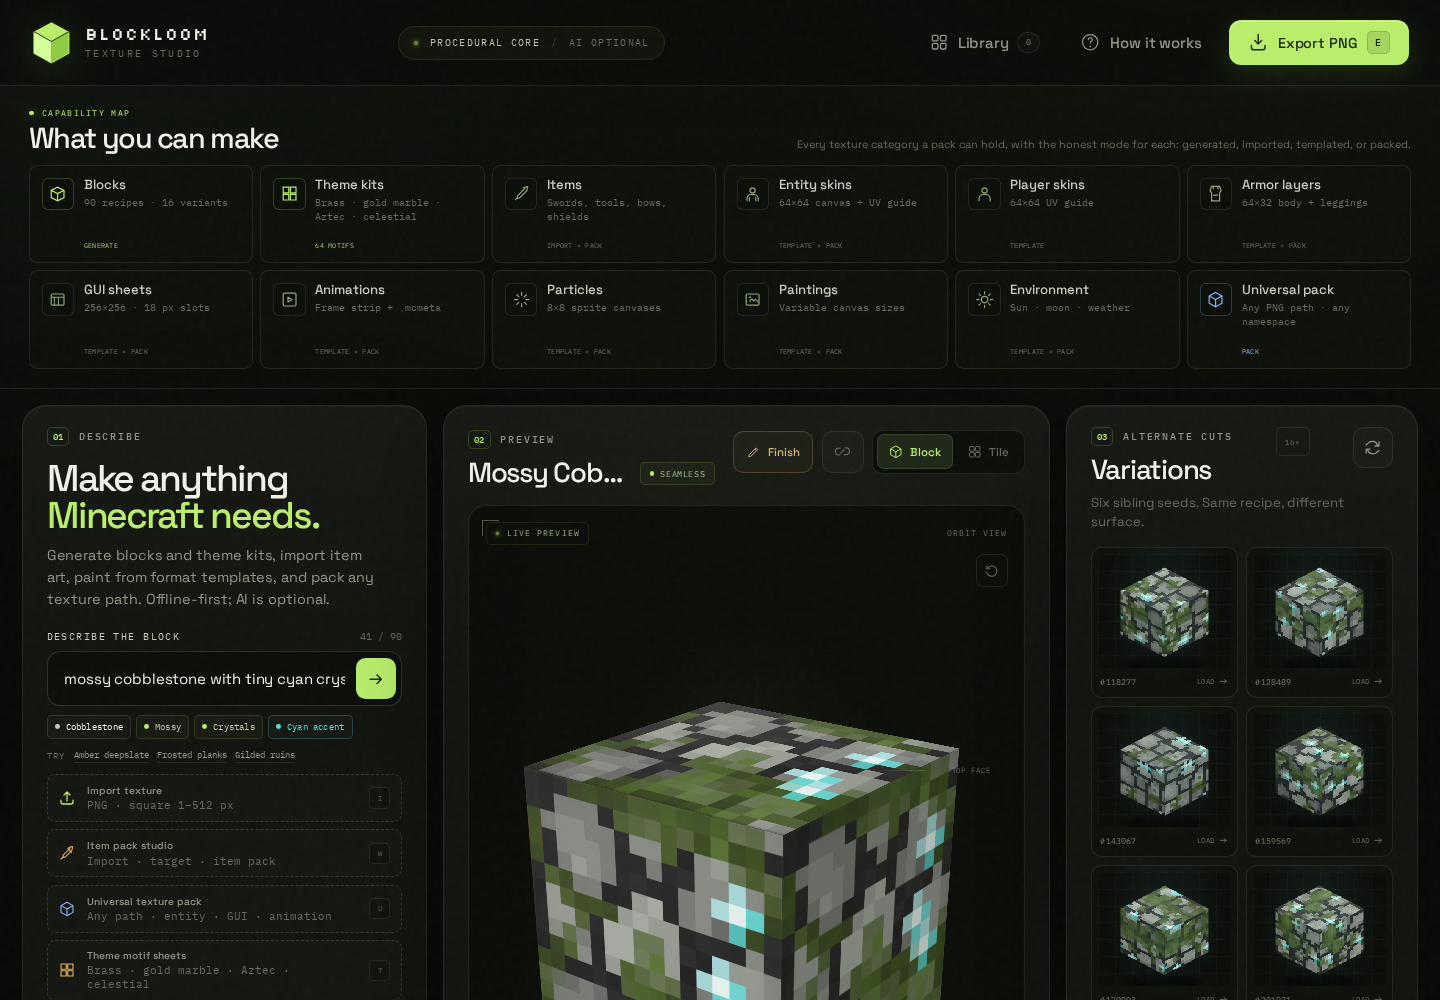 BLOCKLOOM
TEXTURE STUDIO
PROCEDURAL CORE / AI OPTIONAL
Library 0
How it works
Export PNG E
CAPABILITY MAP
What you can make
Every texture category a pack can hold, with the honest mode for each: generated, imported, templated, or packed.
Blocks
90 recipes · 16 variants
GENERATE
Theme kits
Brass · gold marble ·
Aztec · celestial
64 MOTIFS
Items
Swords, tools, bows,
shields
IMPORT + PACK
Entity skins
64×64 canvas + UV guide
TEMPLATE + PACK
Player skins
64×64 UV guide
TEMPLATE
Armor layers
64×32 body + leggings
TEMPLATE + PACK
GUI sheets
256×256 · 18 px slots
TEMPLATE + PACK
Animations
Frame strip + .mcmeta
TEMPLATE + PACK
Particles
8×8 sprite canvases
TEMPLATE + PACK
Paintings
Variable canvas sizes
TEMPLATE + PACK
Environment
Sun · moon · weather
TEMPLATE + PACK
Universal pack
Any PNG path · any
namespace
PACK
01 DESCRIBE
Make anything
Minecraft needs.
Generate blocks and theme kits, import item
art, paint from format templates, and pack any
texture path. Offline-first; AI is optional.
DESCRIBE THE BLOCK 41 / 90
mossy cobblestone with tiny cyan crys
Cobblestone Mossy Crystals Cyan accent
TRY Amber deepslate Frosted planks Gilded ruins
Import texture
PNG · square 1–512 px
I
Item pack studio
Import · target · item pack
W
Universal texture pack
Any path · entity · GUI · animation
U
Theme motif sheets
Brass · gold marble · Aztec ·
celestial
T
02 PREVIEW
Mossy Cob...
SEAMLESS
Finish
Block
Tile
LIVE PREVIEW
ORBIT VIEW
TOP FACE
03 ALTERNATE CUTS
16×
Variations
Six sibling seeds. Same recipe, different
surface.
#118277 LOAD →
#128489 LOAD →
#143067 LOAD →
#159569 LOAD →